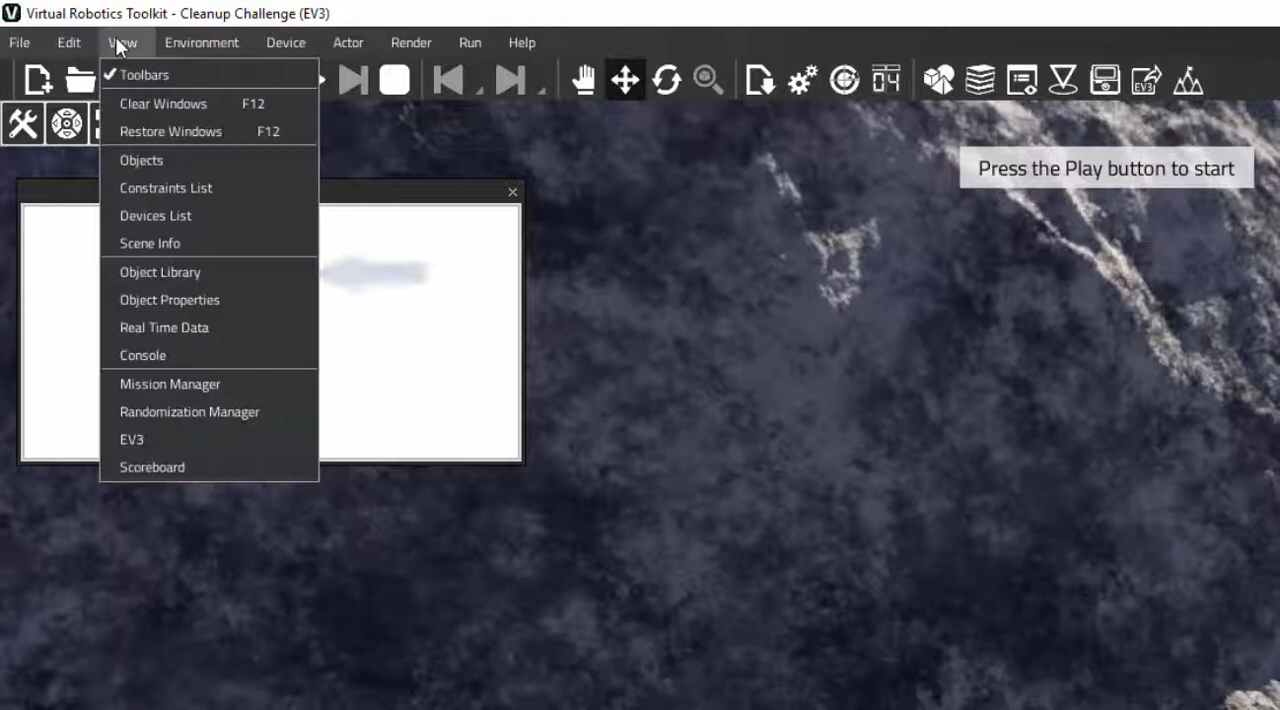 Virtual Robotics Toolkit - Cleanup Challenge (EV3)
File Edit View Environment Device Actor Render Run Help
Toolbars
Clear Windows F12
Restore Windows F12
Objects
Constraints List
Devices List
Scene Info
Object Library
Object Properties
Real Time Data
Console
Mission Manager
Randomization Manager
EV3
Scoreboard
04
EV3
Press the Play button to start